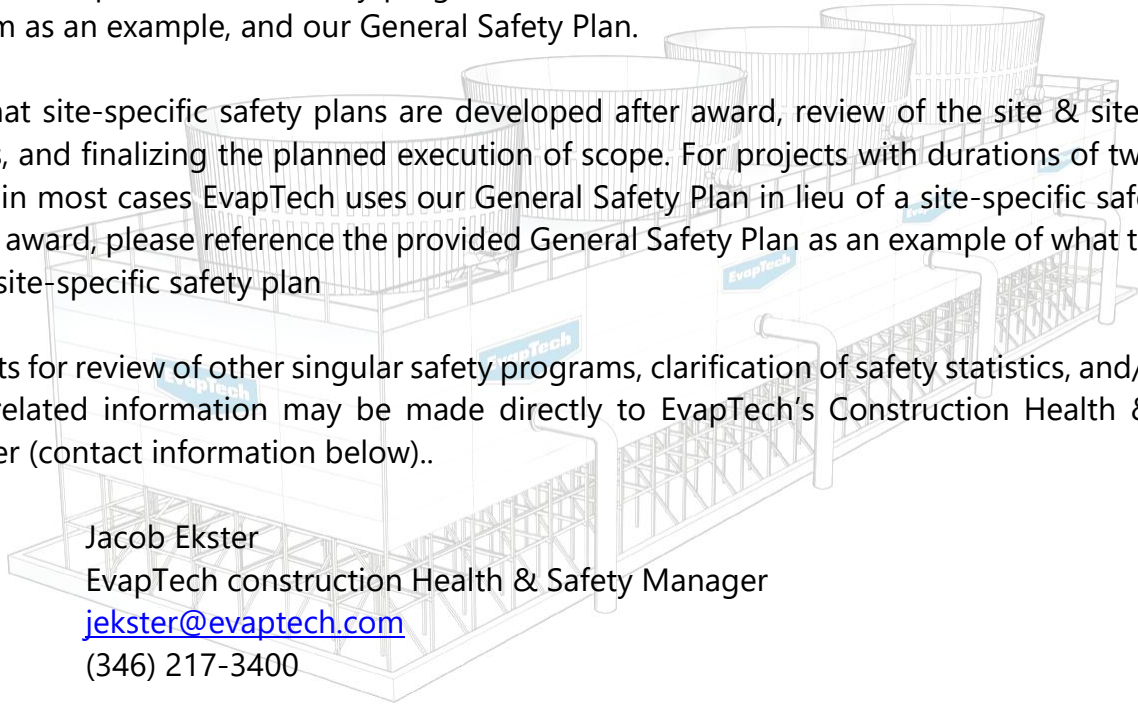 m as an example, and our General Safety Plan.
hat site-specific safety plans are developed after award, review of the site & site
s, and finalizing the planned execution of scope. For projects with durations of tw
in most cases EvapTech uses our General Safety Plan in lieu of a site-specific safe
award, please reference the provided General Safety Plan as an example of what t
site-specific safety plan
ts for review of other singular safety programs, clarification of safety statistics, and/
related information may be made directly to EvapTech's Construction Health &
er (contact information below)..
EvapTech
EvapTech
EvapTech
Jacob Ekster
EvapTech construction Health & Safety Manager
jekster@evaptech.com
(346) 217-3400